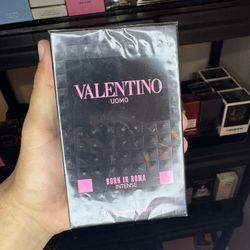 VALENTINO
UOMO
BORN IN ROMA
INTENSE